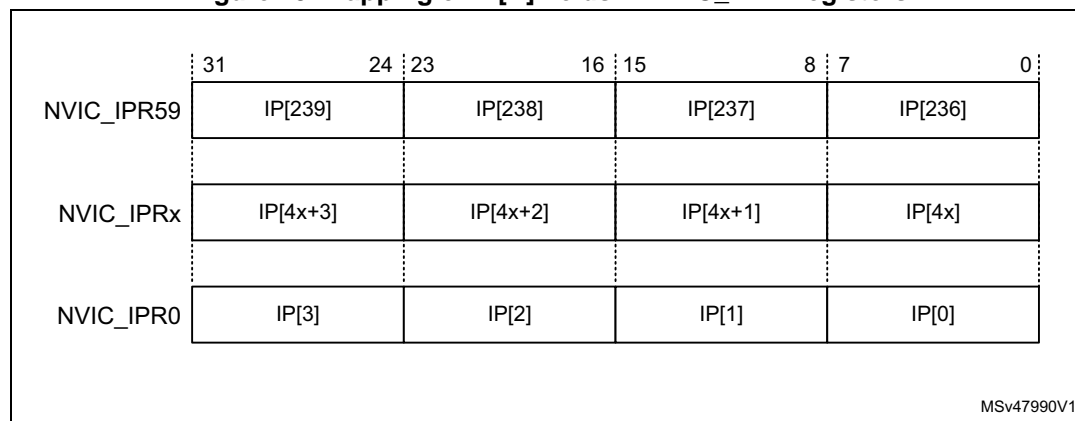 31 24 23 16 15 8 7 0
NVIC_IPR59 IP[239] IP[238] IP[237] IP[236]
NVIC_IPRx IP[4x+3] IP[4x+2] IP[4x+1] IP[4x]
NVIC_IPR0 IP[3] IP[2] IP[1] IP[0]
MSv47990V1